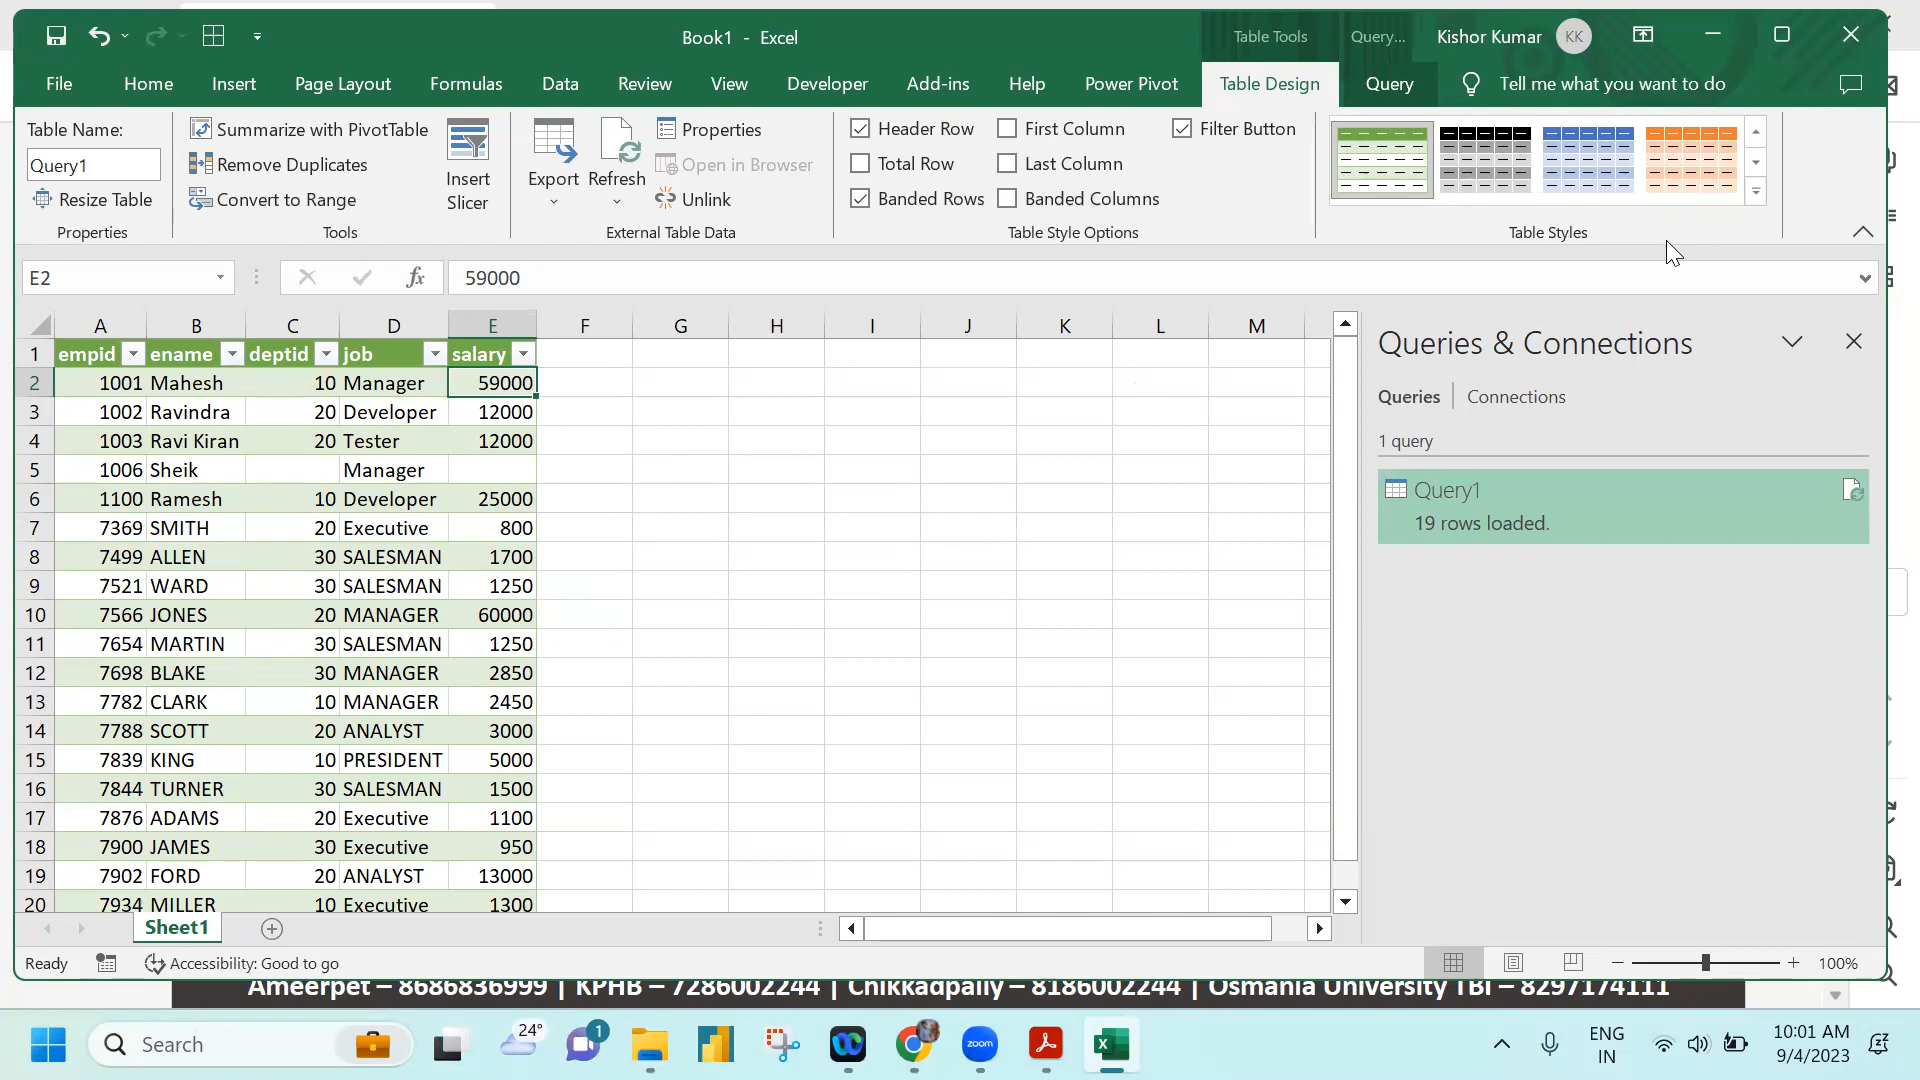 Book1 - Excel
Table Tools
Query...
Kishor Kumar
KK
File Home Insert Page Layout Formulas Data Review View Developer Add-ins Help Power Pivot Table Design Query Tell me what you want to do
Table Name:
Query1
Resize Table
Properties
Summarize with PivotTable
Remove Duplicates
Convert to Range
Tools
Insert
Slicer
Export
Refresh
Properties
Open in Browser
Unlink
External Table Data
Header Row
Total Row
Banded Rows
First Column
Last Column
Banded Columns
Filter Button
Table Style Options
Table Styles
E2
fx
59000
A B C D E F G H I J K L M
1 empid ename deptid job salary
2 1001 Mahesh 10 Manager 59000
3 1002 Ravindra 20 Developer 12000
4 1003 Ravi Kiran 20 Tester 12000
5 1006 Sheik Manager
6 1100 Ramesh 10 Developer 25000
7 7369 SMITH 20 Executive 800
8 7499 ALLEN 30 SALESMAN 1700
9 7521 WARD 30 SALESMAN 1250
10 7566 JONES 20 MANAGER 60000
11 7654 MARTIN 30 SALESMAN 1250
12 7698 BLAKE 30 MANAGER 2850
13 7782 CLARK 10 MANAGER 2450
14 7788 SCOTT 20 ANALYST 3000
15 7839 KING 10 PRESIDENT 5000
16 7844 TURNER 30 SALESMAN 1500
17 7876 ADAMS 20 Executive 1100
18 7900 JAMES 30 Executive 950
19 7902 FORD 20 ANALYST 13000
20 7934 MILLER 10 Executive 1300
Queries & Connections
Queries Connections
1 query
Query1
19 rows loaded.
Sheet1
Ready
Accessibility: Good to go
100%
Ameerpet – 8686836999 | KPHB – 7286002244 | Chikkadpally – 8186002244 | Osmania University TBI – 8297174111
Search
24°
1
zoom
ENG
IN
10:01 AM
9/4/2023